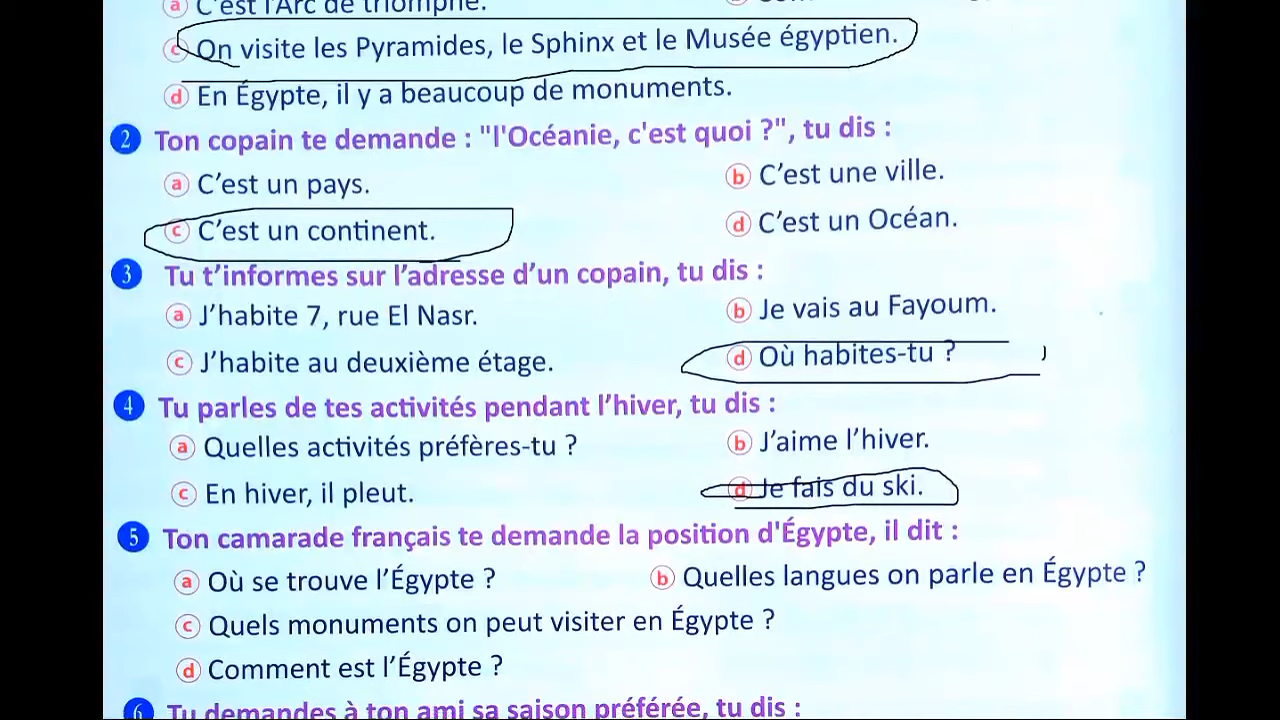 a C'est l'Arc de triomphe.
c On visite les Pyramides, le Sphinx et le Musée égyptien.
d En Égypte, il y a beaucoup de monuments.
2 Ton copain te demande : "l'Océanie, c'est quoi ?", tu dis :
a C'est un pays. b C'est une ville.
c C'est un continent. d C'est un Océan.
3 Tu t'informes sur l'adresse d'un copain, tu dis :
a J'habite 7, rue El Nasr. b Je vais au Fayoum.
c J'habite au deuxième étage. d Où habites-tu ?
4 Tu parles de tes activités pendant l'hiver, tu dis :
a Quelles activités préfères-tu ? b J'aime l'hiver.
c En hiver, il pleut. d Je fais du ski.
5 Ton camarade français te demande la position d'Égypte, il dit :
a Où se trouve l'Égypte ? b Quelles langues on parle en Égypte ?
c Quels monuments on peut visiter en Égypte ?
d Comment est l'Égypte ?
6 Tu demandes à ton ami sa saison préférée, tu dis :